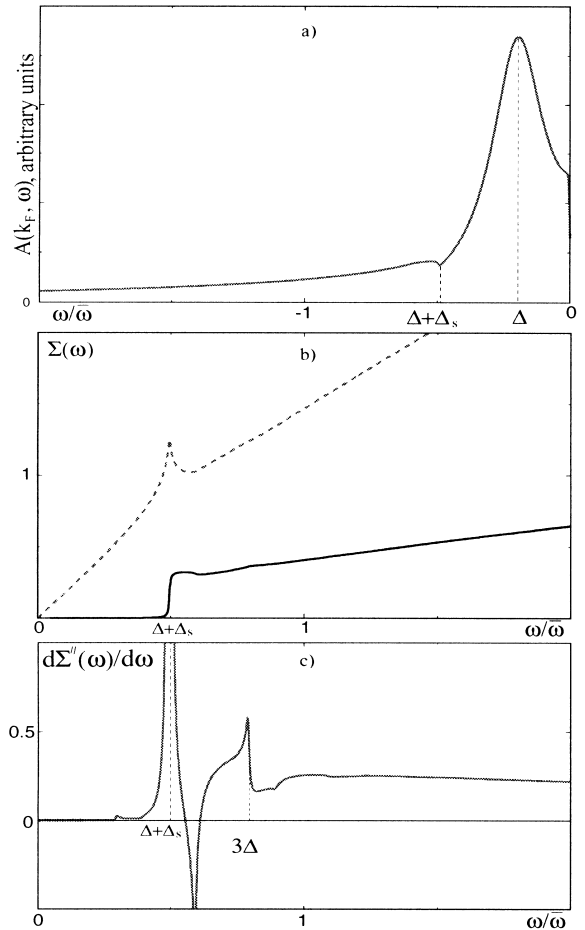 a)
A(k_F, ω), arbitrary units
0
ω/ω̄
-1
Δ+Δ_s
Δ
0
Σ(ω)
b)
1
0
Δ+Δ_s
1
ω/ω̄
dΣ''(ω)/dω
c)
0.5
0
Δ+Δ_s
3Δ
0
1
ω/ω̄